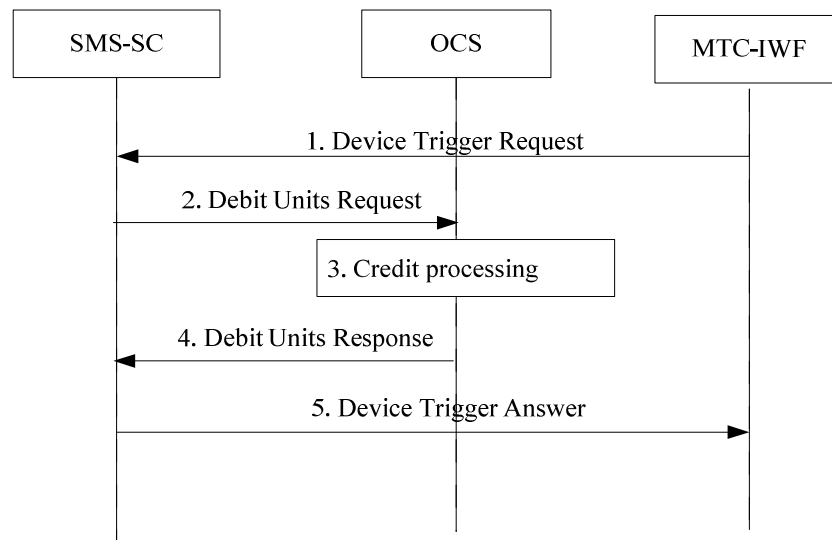 SMS-SC
OCS
MTC-IWF
1. Device Trigger Request
2. Debit Units Request
3. Credit processing
4. Debit Units Response
5. Device Trigger Answer